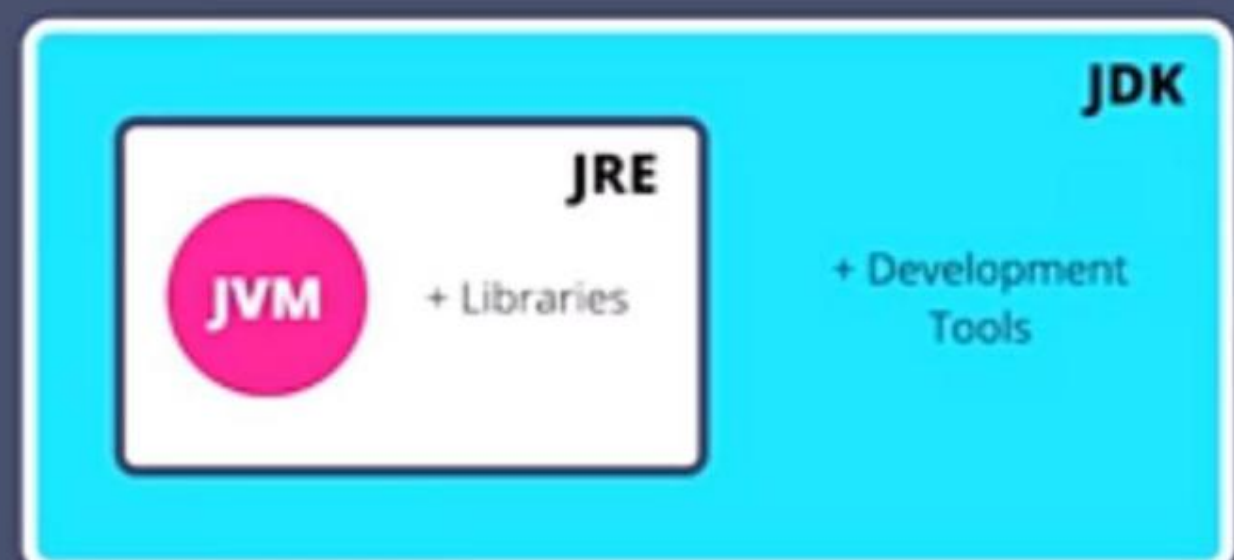 JDK
JRE
JVM
+ Libraries
+ Development
Tools